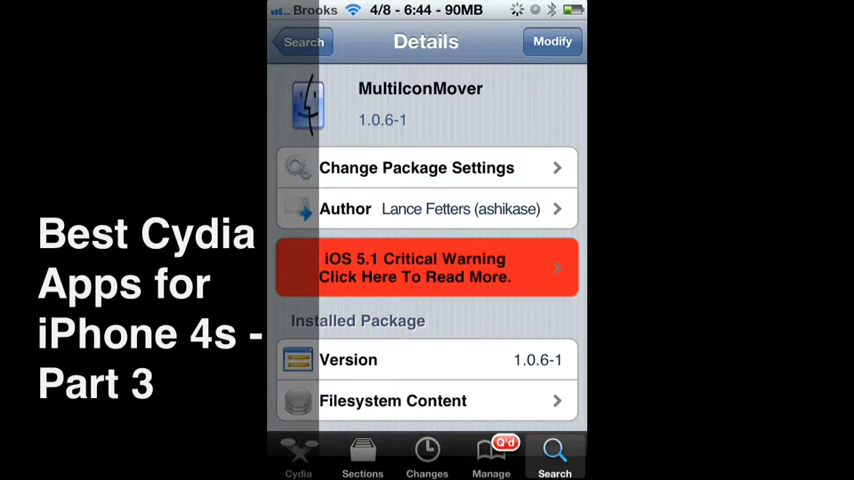 Brooks 4/8 - 6:44 - 90MB
Search Details Modify
MultiIconMover
1.0.6-1
Change Package Settings
Author Lance Fetters (ashikase)
iOS 5.1 Critical Warning
Click Here To Read More.
Installed Package
Version 1.0.6-1
Filesystem Content
Q'd
Cydia Sections Changes Manage Search
Best Cydia
Apps for
iPhone 4s -
Part 3